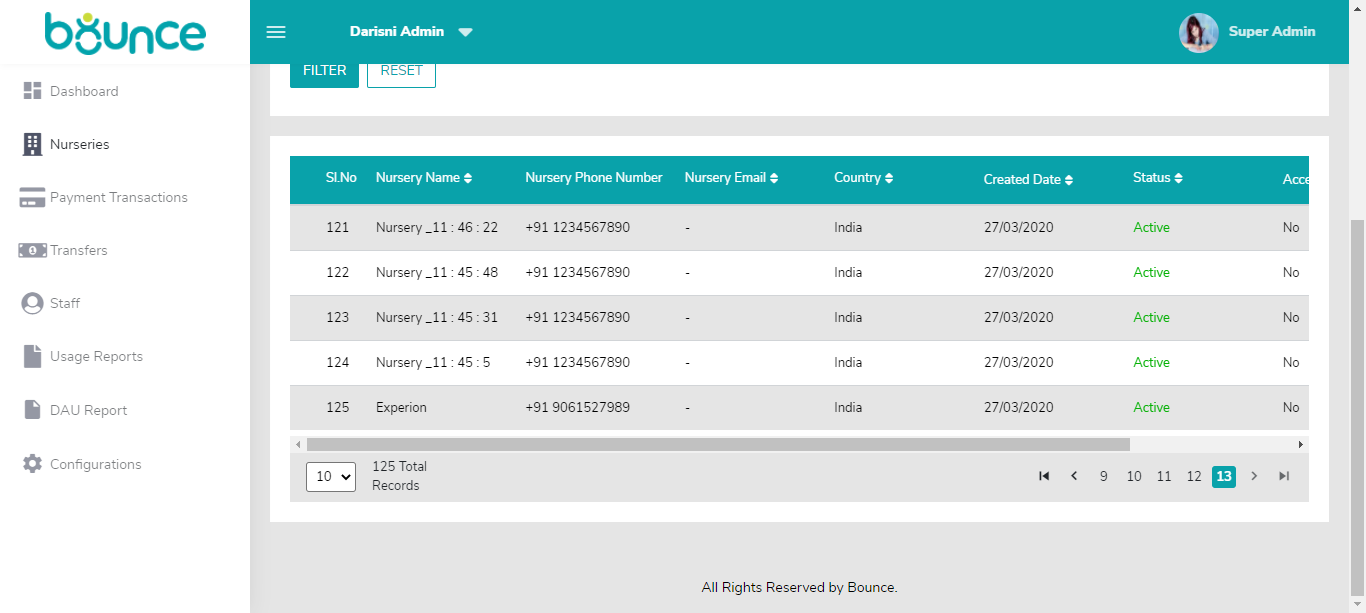 bounce
Darisni Admin
Super Admin
Dashboard
Nurseries
Payment Transactions
Transfers
Staff
Usage Reports
DAU Report
Configurations
FILTER RESET
Sl.No Nursery Name Nursery Phone Number Nursery Email Country Created Date Status Acce
121 Nursery _11 : 46 : 22 +91 1234567890 - India 27/03/2020 Active No
122 Nursery _11 : 45 : 48 +91 1234567890 - India 27/03/2020 Active No
123 Nursery _11 : 45 : 31 +91 1234567890 - India 27/03/2020 Active No
124 Nursery _11 : 45 : 5 +91 1234567890 - India 27/03/2020 Active No
125 Experion +91 9061527989 - India 27/03/2020 Active No
10 125 Total
Records
9 10 11 12 13
All Rights Reserved by Bounce.